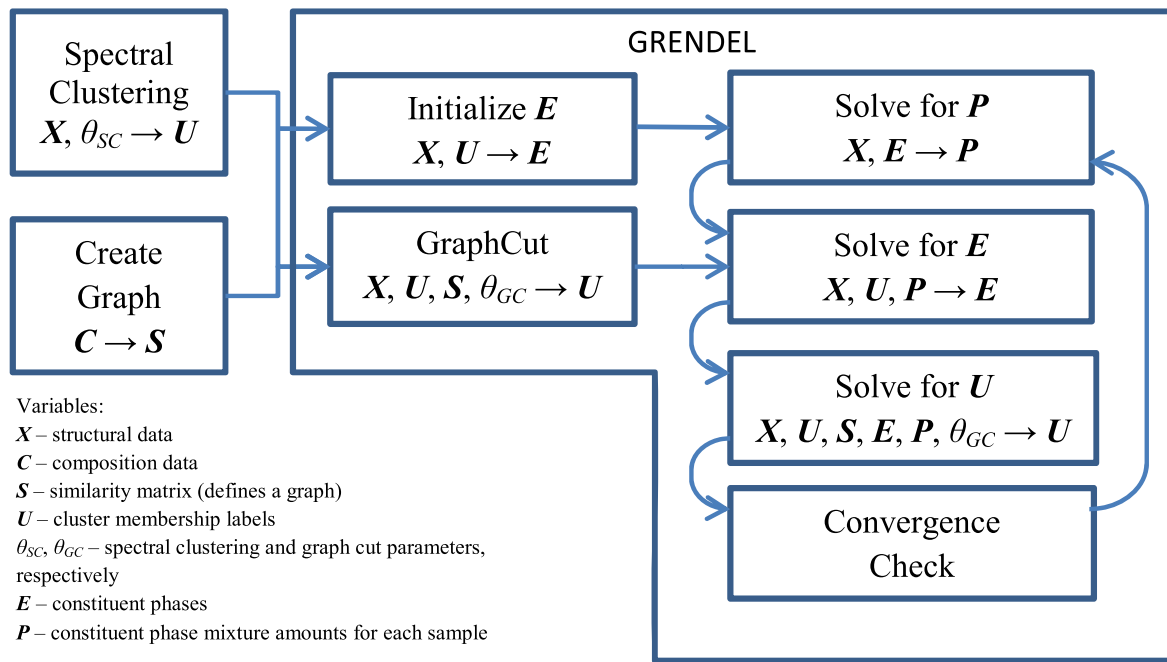 Spectral
Clustering
X, θSC → U
Create
Graph
C → S
GRENDEL
Initialize E
X, U → E
GraphCut
X, U, S, θGC → U
Solve for P
X, E → P
Solve for E
X, U, P → E
Solve for U
X, U, S, E, P, θGC → U
Convergence
Check
Variables:
X – structural data
C – composition data
S – similarity matrix (defines a graph)
U – cluster membership labels
θSC, θGC – spectral clustering and graph cut parameters,
respectively
E – constituent phases
P – constituent phase mixture amounts for each sample